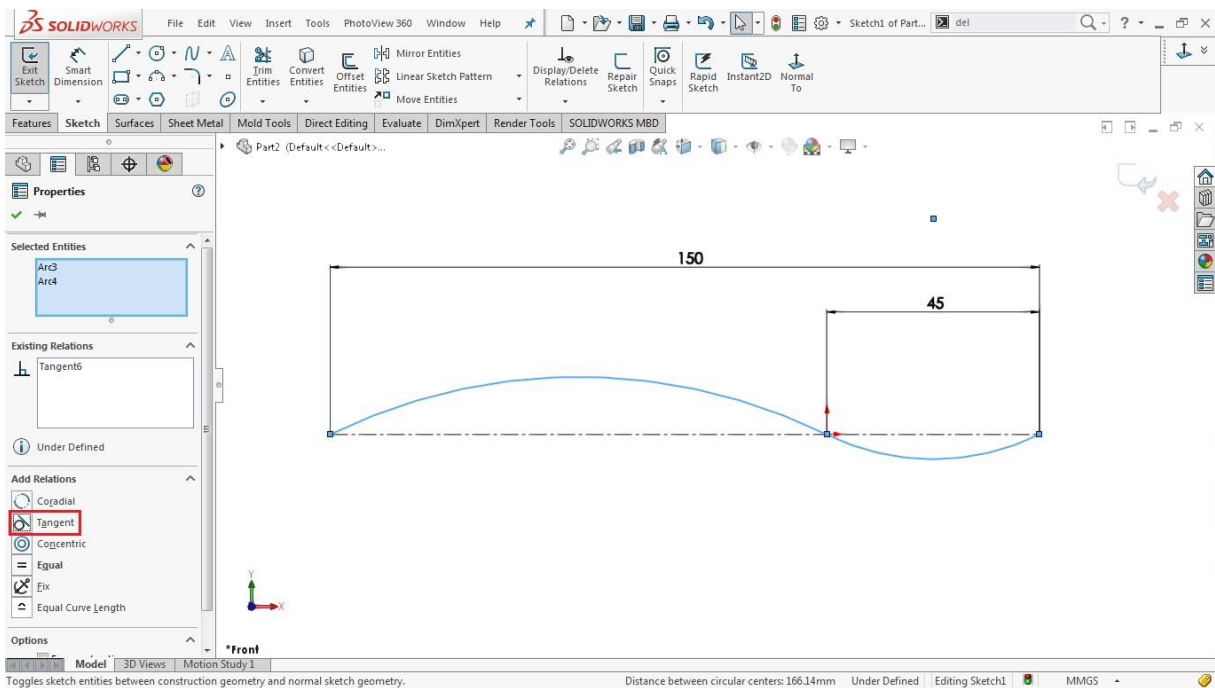 SOLIDWORKS File Edit View Insert Tools PhotoView 360 Window Help Sketch1 of Part... del
Exit Sketch
Smart Dimension
Trim Entities
Convert Entities
Offset Entities
Mirror Entities
Linear Sketch Pattern
Move Entities
Display/Delete Relations
Repair Sketch
Quick Snaps
Rapid Sketch
Instant2D
Normal To
Features Sketch Surfaces Sheet Metal Mold Tools Direct Editing Evaluate DimXpert Render Tools SOLIDWORKS MBD
Part2 (Default<<Default>...
Properties
Selected Entities
Arc3
Arc4
Existing Relations
Tangent6
Under Defined
Add Relations
Coradial
Tangent
Concentric
Equal
Fix
Equal Curve Length
Options
150
45
Y
X
*Front
Model 3D Views Motion Study 1
Toggles sketch entities between construction geometry and normal sketch geometry. Distance between circular centers: 166.14mm Under Defined Editing Sketch1 MMGS